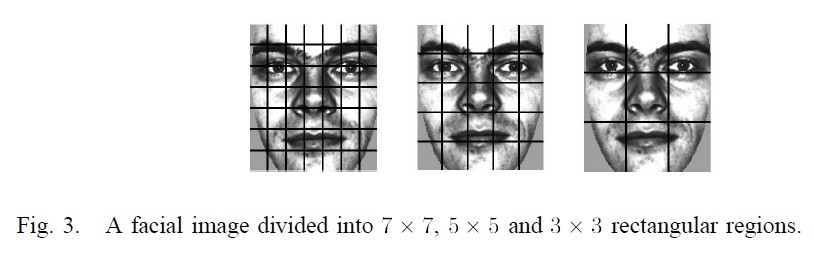 Fig. 3. A facial image divided into 7 × 7, 5 × 5 and 3 × 3 rectangular regions.